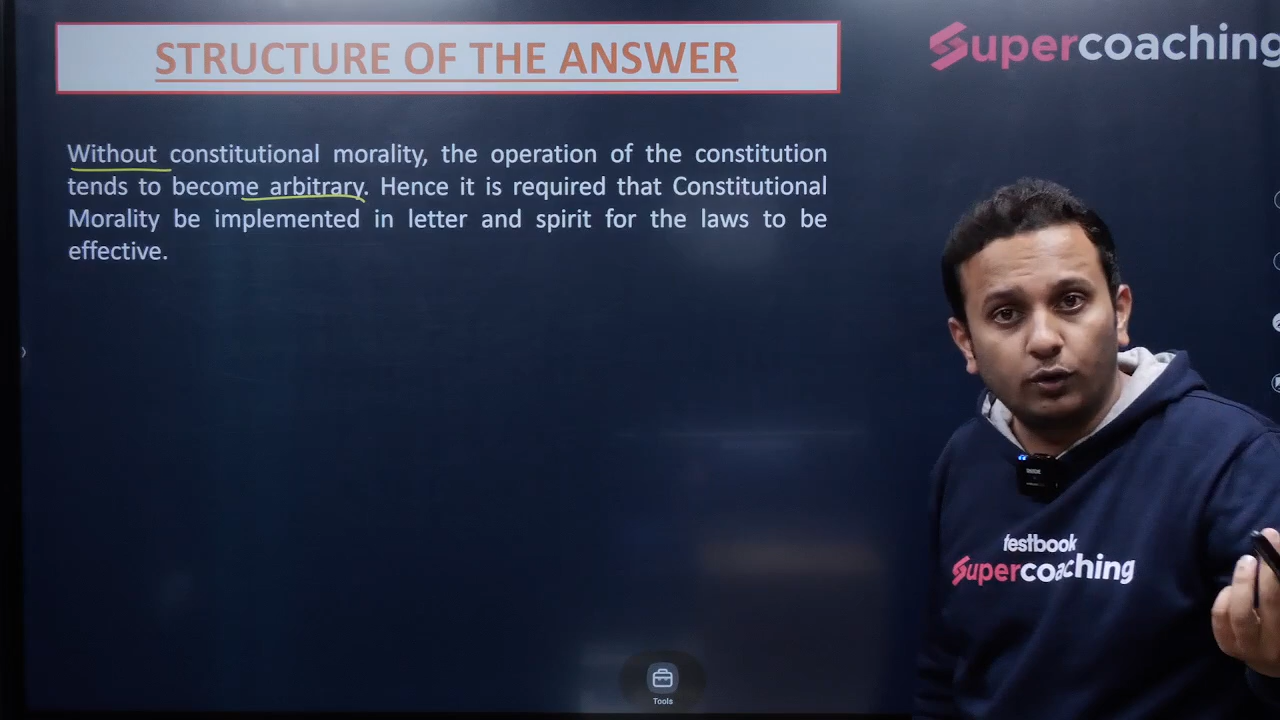 STRUCTURE OF THE ANSWER
Supercoaching
Without constitutional morality, the operation of the constitution
tends to become arbitrary. Hence it is required that Constitutional
Morality be implemented in letter and spirit for the laws to be
effective.
testbook
Supercoaching
Tools